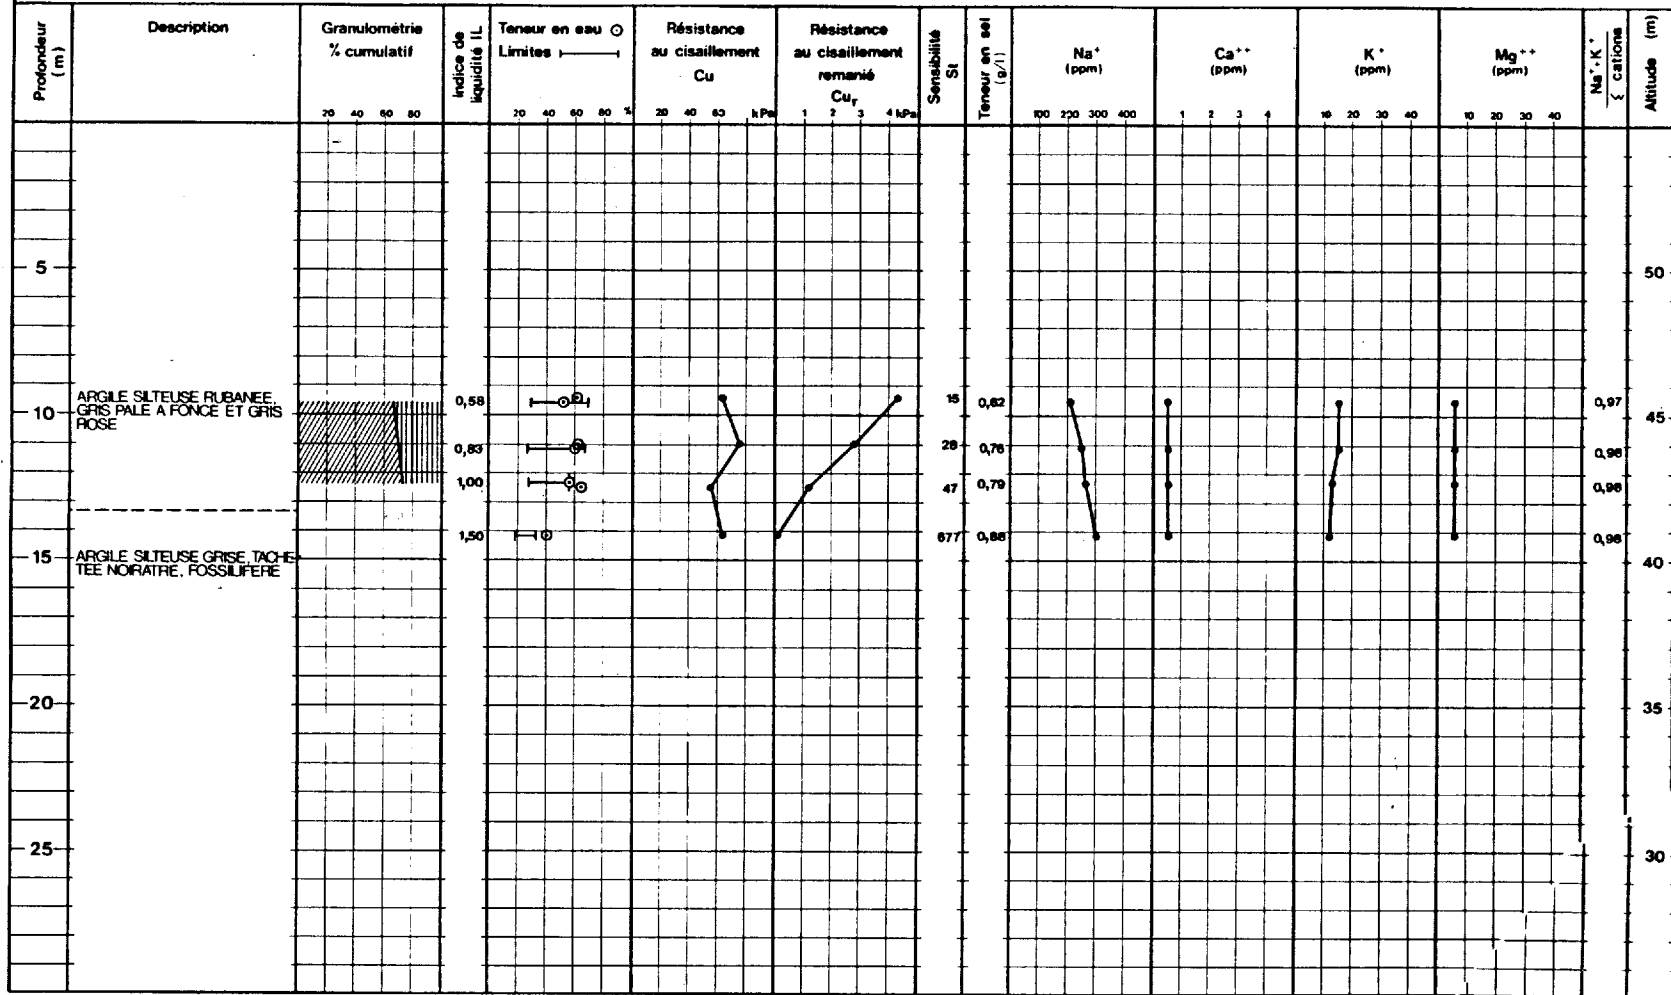 Profondeur (m)
Description
Granulométrie
% cumulatif
20 40 60 80
Indice de liquidité IL
Teneur en eau
Limites
20 40 60 80 %
Résistance
au cisaillement
Cu
20 40 60 kPa
Résistance
au cisaillement
remanié
Cur
1 2 3 4 kPa
Sensibilité St
Teneur en sel (g/l)
Na⁺
(ppm)
100 200 300 400
Ca⁺⁺
(ppm)
1 2 3 4
K⁺
(ppm)
10 20 30 40
Mg⁺⁺
(ppm)
10 20 30 40
Na⁺+K⁺
Σ cations
Altitude (m)
5
50
ARGILE SILTEUSE RUBANEE,
GRIS PALE A FONCE ET GRIS
ROSE
0,58
15
0,62
0,97
10
45
0,83
28
0,76
0,98
1,00
47
0,79
0,98
1,50
677
0,88
0,98
15
ARGILE SILTEUSE GRISE, TACHE-
TEE NOIRATRE, FOSSILIFERE
40
20
35
25
30